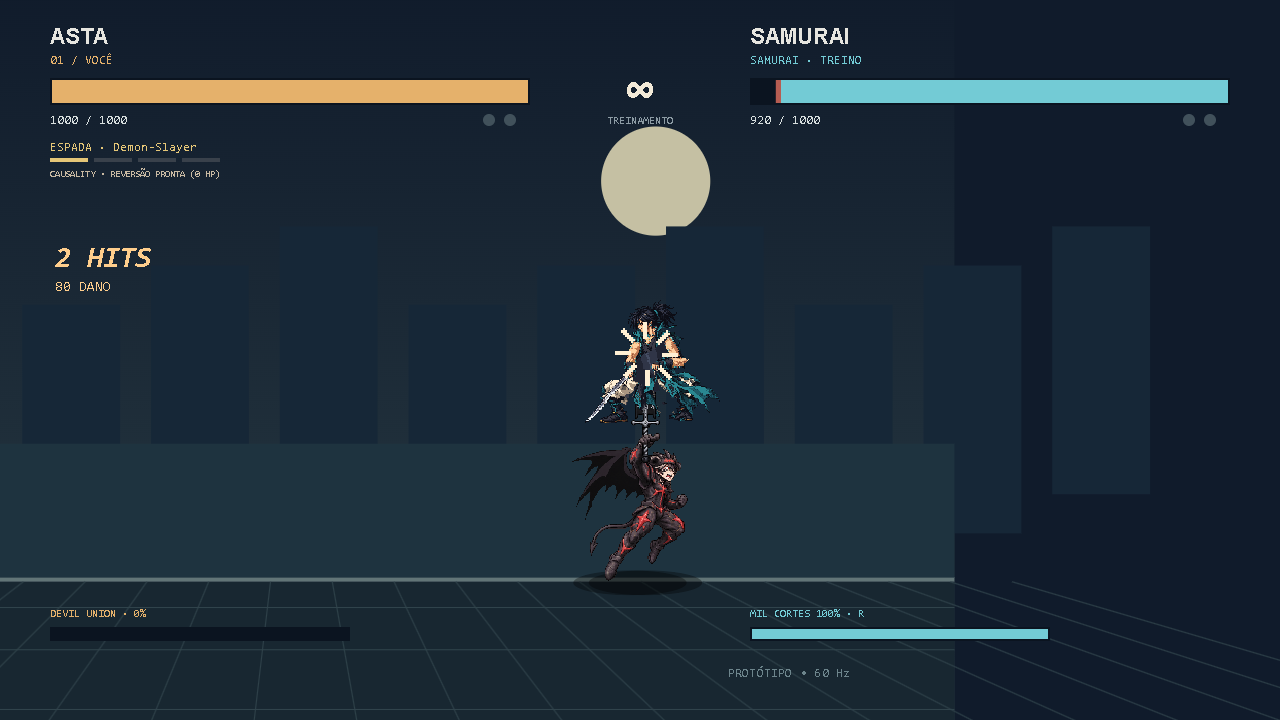 ASTA
01 / VOCÊ
1000 / 1000
ESPADA · Demon-Slayer
CAUSALITY · REVERSÃO PRONTA (0 HP)
2 HITS
80 DANO
∞
TREINAMENTO
SAMURAI
SAMURAI · TREINO
920 / 1000
DEVIL UNION · 0%
MIL CORTES 100% · R
PROTÓTIPO • 60 Hz